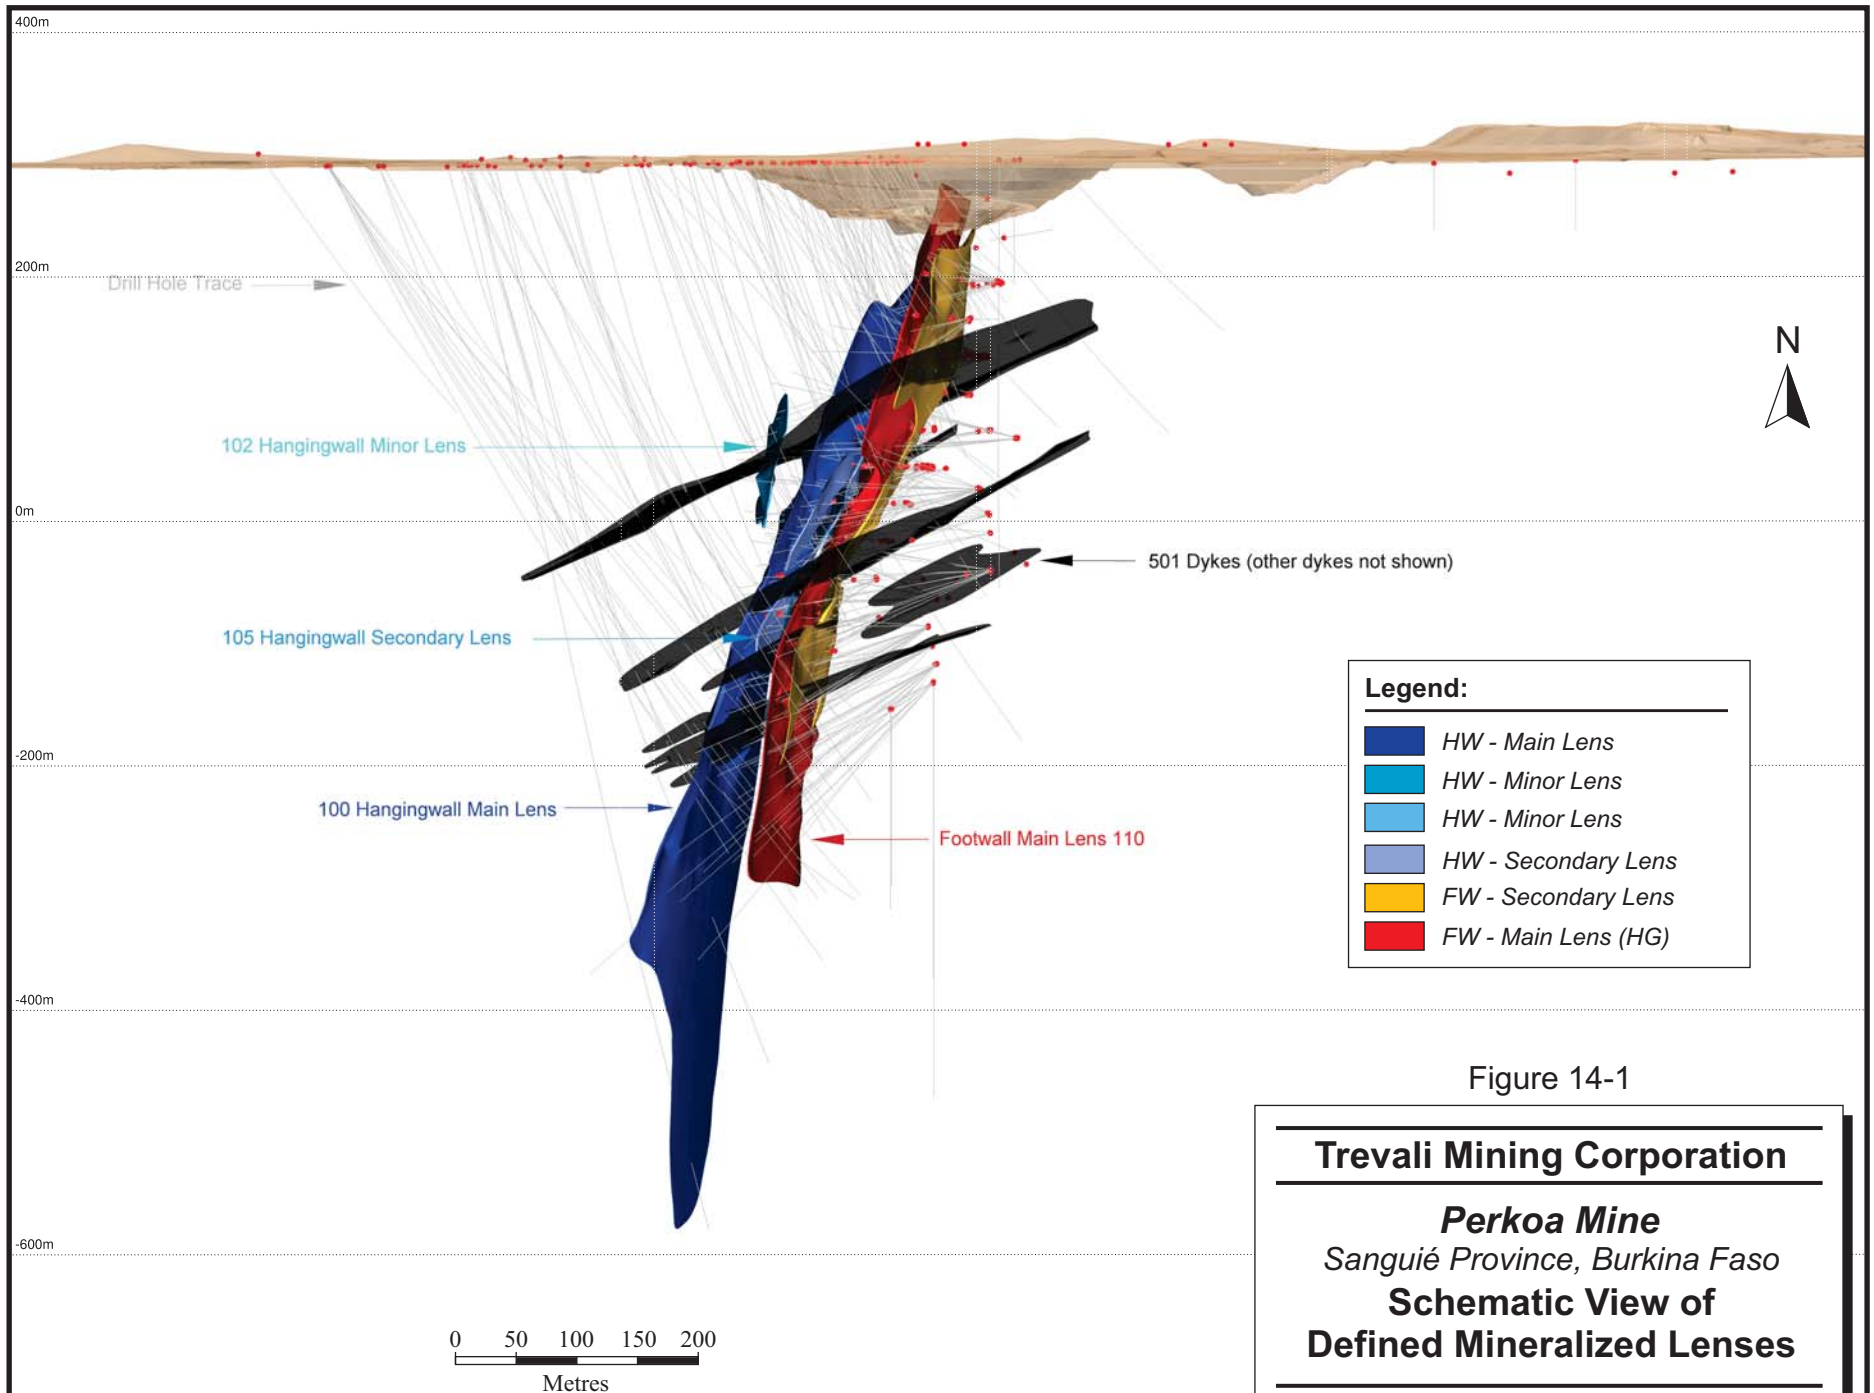 400m
200m
Drill Hole Trace
N
102 Hangingwall Minor Lens
0m
501 Dykes (other dykes not shown)
105 Hangingwall Secondary Lens
-200m
100 Hangingwall Main Lens
Footwall Main Lens 110
Legend:
HW - Main Lens
HW - Minor Lens
HW - Minor Lens
HW - Secondary Lens
FW - Secondary Lens
FW - Main Lens (HG)
-400m
-600m
0 50 100 150 200
Metres
Figure 14-1
Trevali Mining Corporation
Perkoa Mine
Sanguié Province, Burkina Faso
Schematic View of
Defined Mineralized Lenses